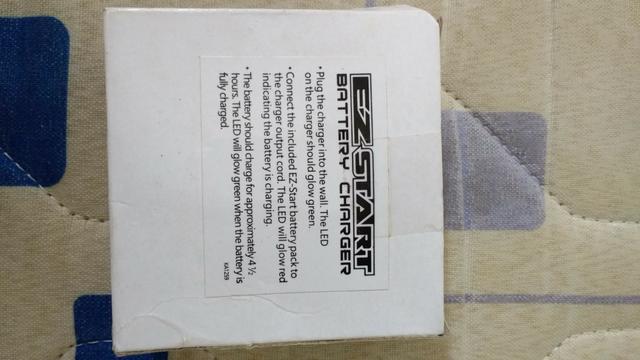 EZ-START
BATTERY CHARGER
• Plug the charger into the wall. The LED
on the charger should glow green.
• Connect the included EZ-Start battery pack to
the charger output cord. The LED will glow red
indicating the battery is charging.
• The battery should charge for approximately 4 ½
hours. The LED will glow green when the battery is
fully charged.
KA1259